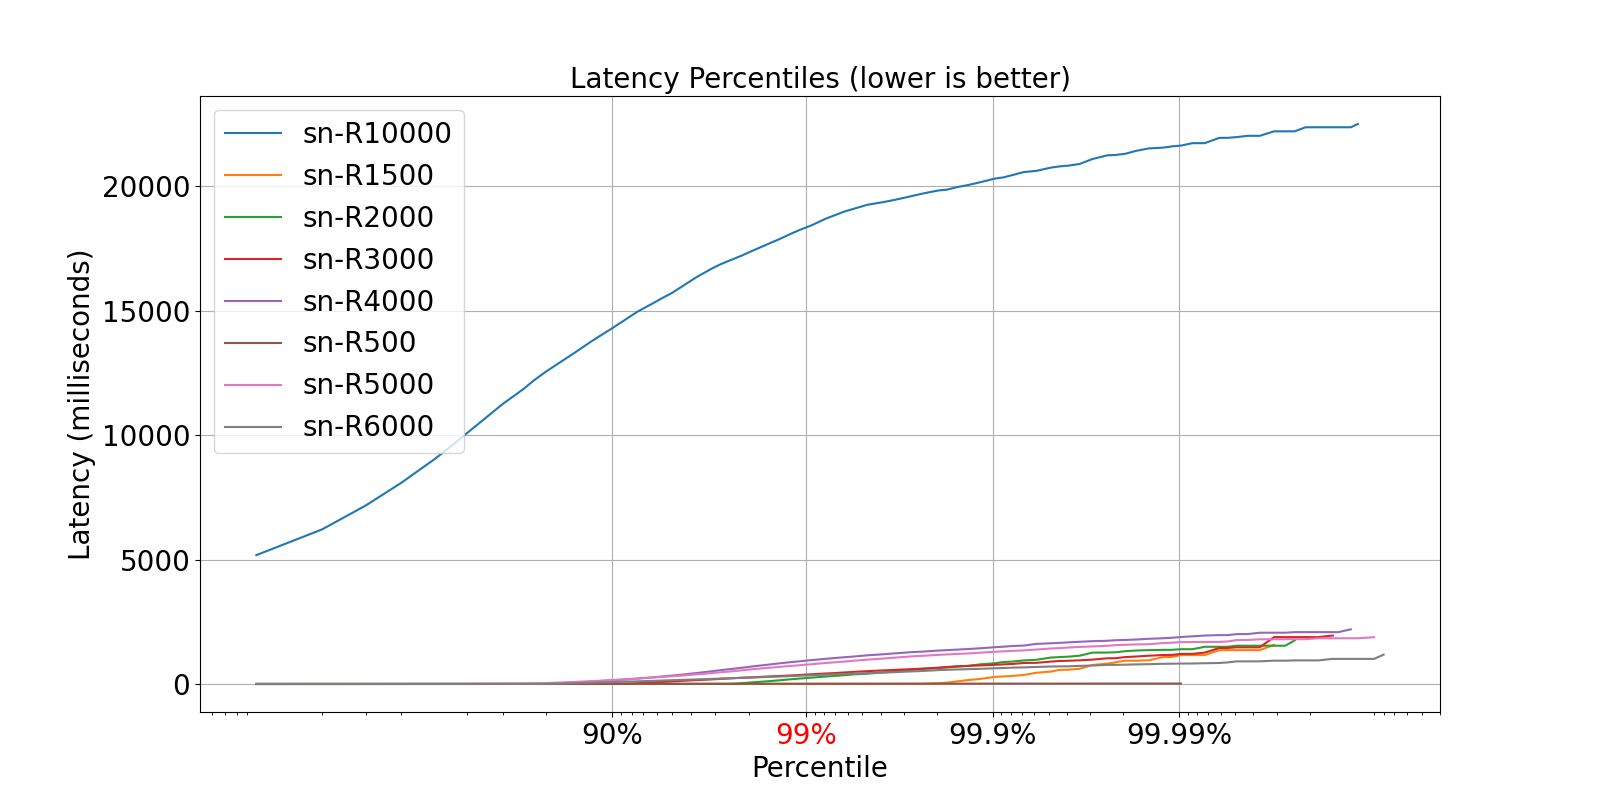 Latency Percentiles (lower is better)
sn-R10000
sn-R1500
sn-R2000
sn-R3000
sn-R4000
sn-R500
sn-R5000
sn-R6000
Latency (milliseconds)
20000
15000
10000
5000
0
90%
99%
99.9%
99.99%
Percentile